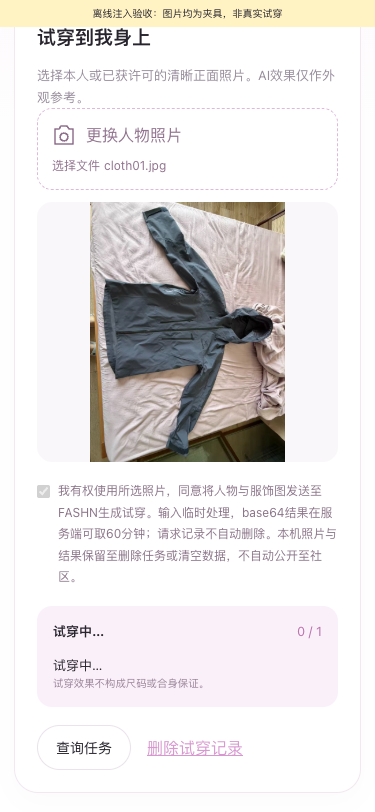 离线注入验收：图片均为夹具，非真实试穿
试穿到我身上
选择本人或已获许可的清晰正面照片。AI效果仅作外
观参考。
更换人物照片
选择文件 cloth01.jpg
我有权使用所选照片，同意将人物与服饰图发送至
FASHN生成试穿。输入临时处理，base64结果在服
务端可取60分钟；请求记录不自动删除。本机照片与
结果保留至删除任务或清空数据，不自动公开至社
区。
试穿中... 0 / 1
试穿中...
试穿效果不构成尺码或合身保证。
查询任务 删除试穿记录